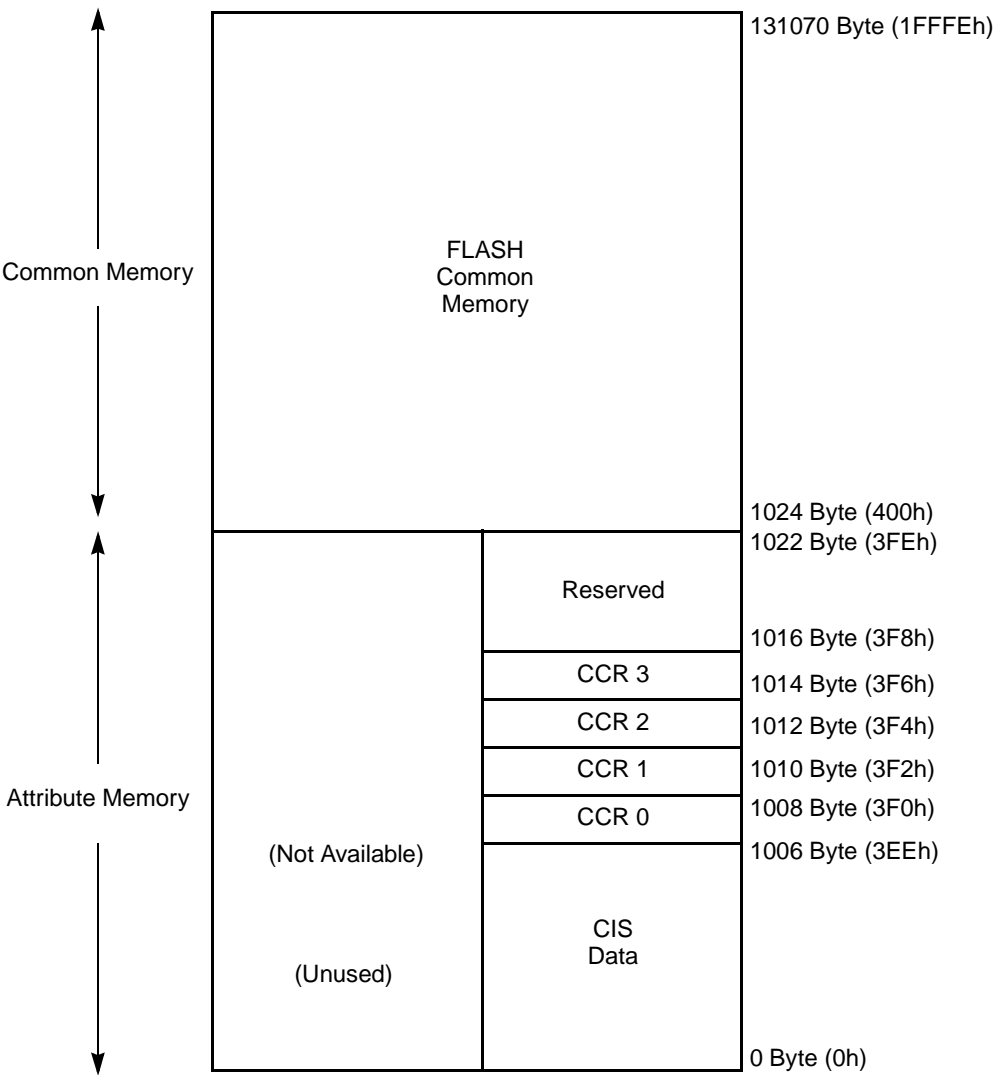 131070 Byte (1FFFEh)
Common Memory
FLASH
Common
Memory
1024 Byte (400h)
1022 Byte (3FEh)
Reserved
1016 Byte (3F8h)
CCR 3
1014 Byte (3F6h)
CCR 2
1012 Byte (3F4h)
CCR 1
1010 Byte (3F2h)
Attribute Memory
CCR 0
1008 Byte (3F0h)
(Not Available)
1006 Byte (3EEh)
CIS
Data
(Unused)
0 Byte (0h)